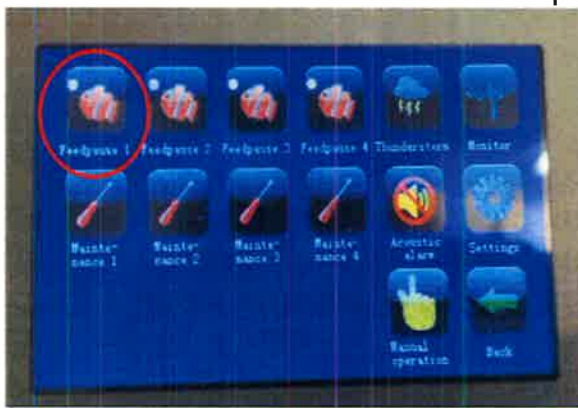 Feedpause 1 Feedpause 2 Feedpause 3 Feedpause 4 Thunderstorm Monitor
Mainte- Mainte- Mainte- Mainte- Acoustic Settings
nance 1 nance 2 nance 3 nance 4 alarm
Manual Back
operation